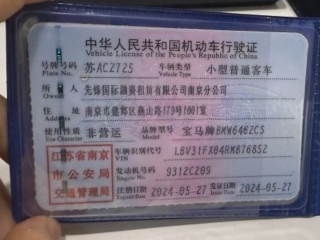 中华人民共和国机动车行驶证
Vehicle License of the People's Republic of China
号牌号码 苏AC2725 车辆类型 小型普通客车
Plate No. Vehicle Type
所有人 先锋国际融资租赁有限公司南京分公司
Owner
住址 南京市建邺区燕山路179号1001室
Address
使用性质 非营运 品牌型号 宝马牌BMW6462CS
Use Character Model
江苏省南京
市公安局
交通管理局
车辆识别代号 LBV31FX04RM876852
VIN
发动机号码 9312C209
Engine No.
注册日期 2024-05-27 发证日期 2024-05-27
Register Date Issue Date